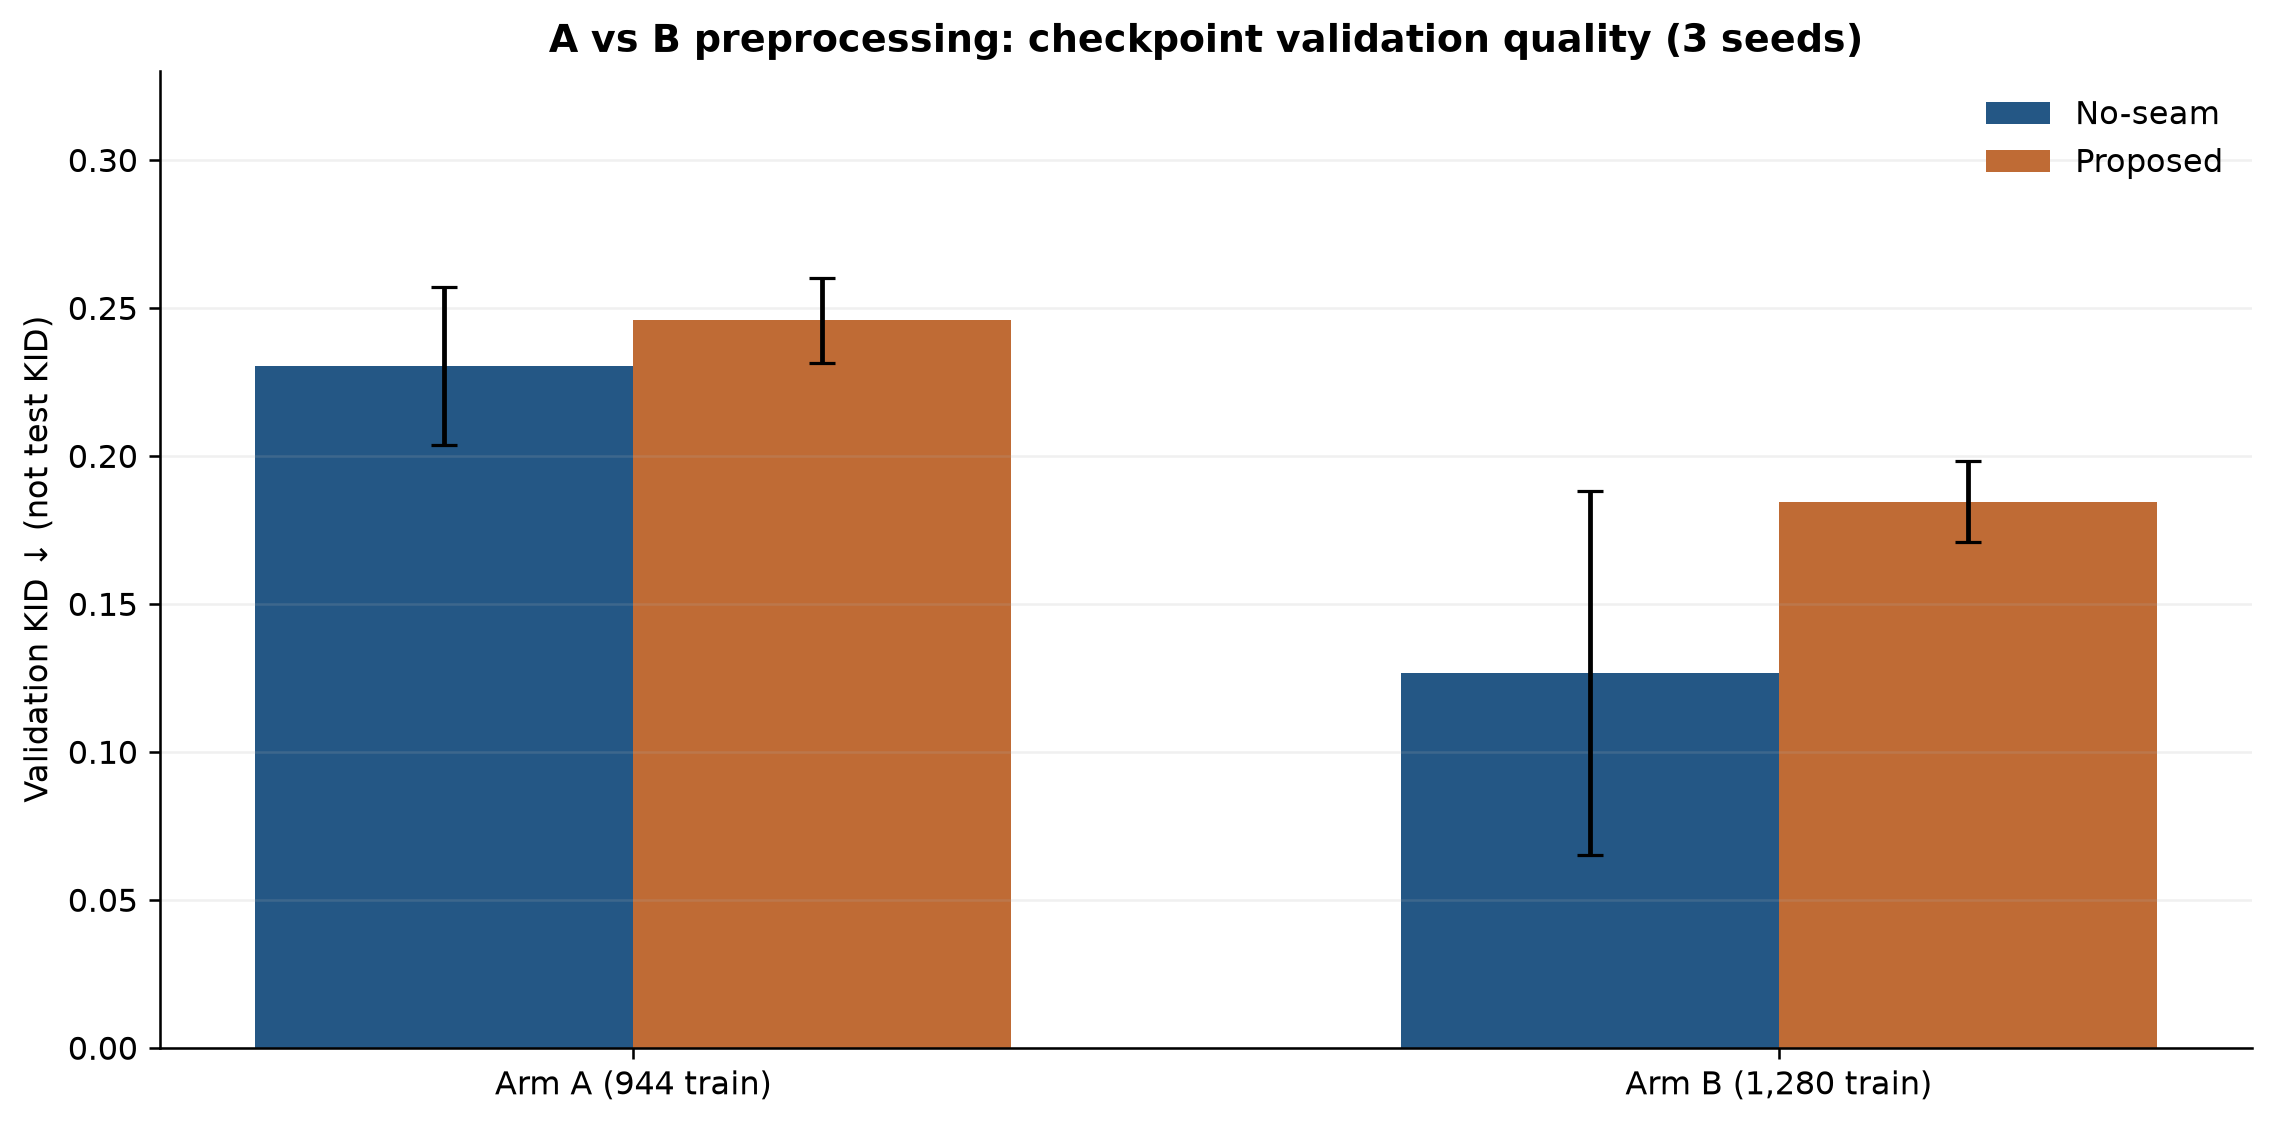 A vs B preprocessing: checkpoint validation quality (3 seeds)
No-seam
Proposed
Validation KID ↓ (not test KID)
0.30
0.25
0.20
0.15
0.10
0.05
0.00
Arm A (944 train)
Arm B (1,280 train)